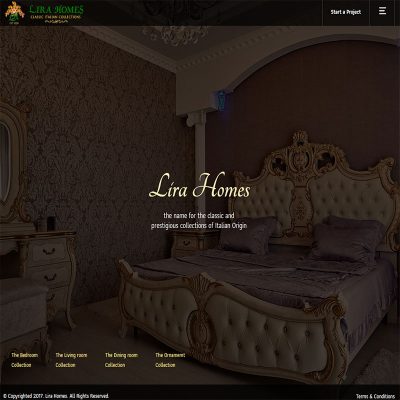 LIRA HOMES
CLASSIC ITALIAN COLLECTIONS
Start a Project
Lira Homes
the name for the classic and
prestigious collections of Italian Origin
The Bedroom
Collection
The Living room
Collection
The Dining room
Collection
The Ornament
Collection
© Copyrighted 2017. Lira Homes. All Rights Reserved.
Terms & Conditions